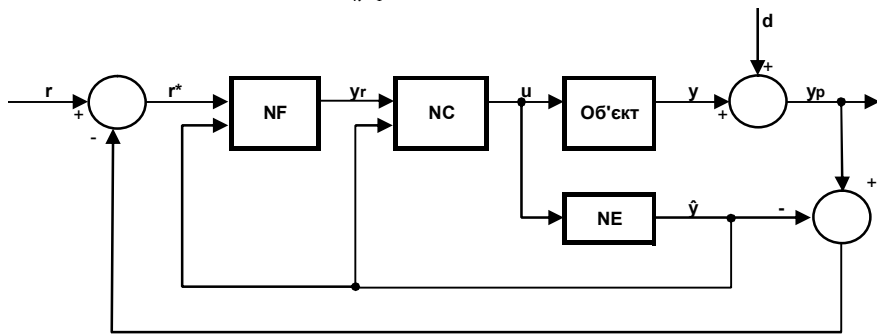 d
+
r
r*
NF
yr
NC
u
Об'єкт
y
yp
+
+
-
+
NE
ŷ
-